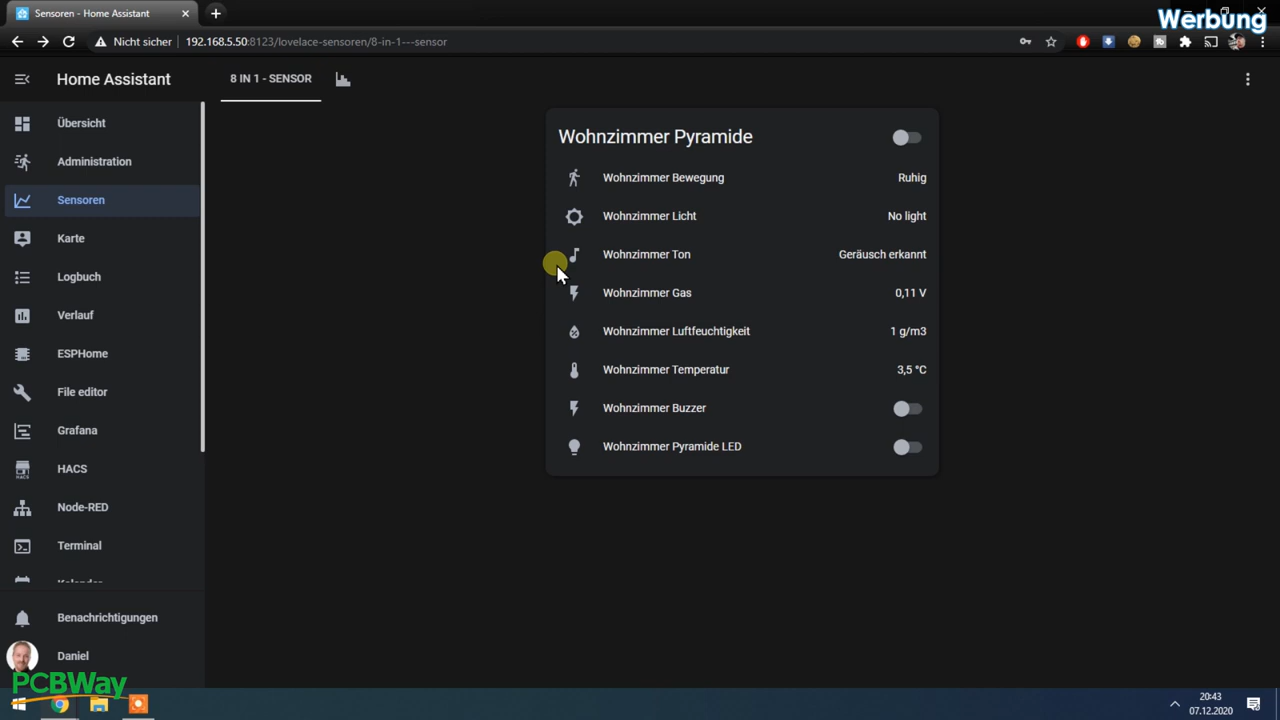 Sensoren - Home Assistant
Werbung
Nicht sicher
192.168.5.50:8123/lovelace-sensoren/8-in-1---sensor
Home Assistant
8 IN 1 - SENSOR
Übersicht
Administration
Sensoren
Karte
Logbuch
Verlauf
ESPHome
File editor
Grafana
HACS
HACS
Node-RED
Terminal
Kalender
Benachrichtigungen
Daniel
Wohnzimmer Pyramide
Wohnzimmer Bewegung Ruhig
Wohnzimmer Licht No light
Wohnzimmer Ton Geräusch erkannt
Wohnzimmer Gas 0,11 V
Wohnzimmer Luftfeuchtigkeit 1 g/m3
Wohnzimmer Temperatur 3,5 °C
Wohnzimmer Buzzer
Wohnzimmer Pyramide LED
PCBWay
20:43
07.12.2020